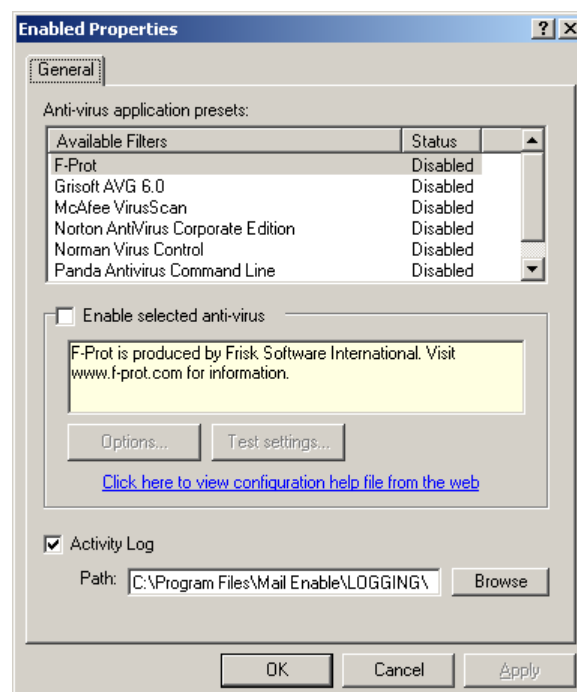 Enabled Properties
General
Anti-virus application presets:
Available Filters Status
F-Prot Disabled
Grisoft AVG 6.0 Disabled
McAfee VirusScan Disabled
Norton AntiVirus Corporate Edition Disabled
Norman Virus Control Disabled
Panda Antivirus Command Line Disabled
Enable selected anti-virus
F-Prot is produced by Frisk Software International. Visit
www.f-prot.com for information.
Options... Test settings...
Click here to view configuration help file from the web
Activity Log
Path: C:\Program Files\Mail Enable\LOGGING\ Browse
OK Cancel Apply